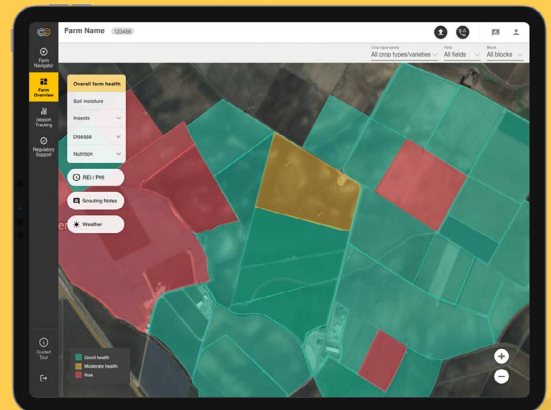 Farm Name 123456
Crop type/variety
All crop types/varieties
Field
All fields
Block
All blocks
Farm
Navigator
Farm
Overview
Season
Tracking
Regulatory
Support
Overall farm health
Soil moisture
Insects
Disease
Nutrition
REI / PHI
Scouting Notes
Weather
Good health
Moderate health
Risk
Guided
Tour